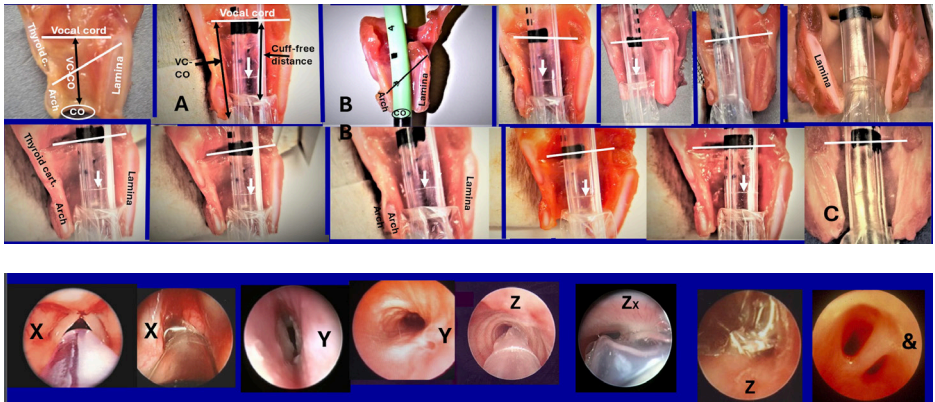 Vocal cord
Thyroid c.
VC-CO
Lamina
Arch
CO
Vocal cord
Cuff-free
distance
VC-
CO
A
B
Arch
Lamina
CO
Lamina
B
Thyroid cart.
Arch
Lamina
Arch
Arch
Lamina
C
X
X
Y
Y
Z
Zx
Z
&